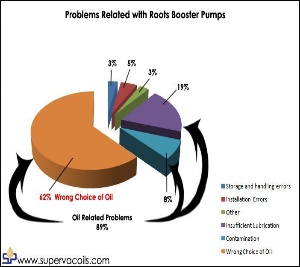 Problems Related with Roots Booster Pumps
3%
5%
3%
19%
8%
62% Wrong Choice of Oil
Oil Related Problems
89%
Storage and handling errors
Installation Errors
Other
Insufficient Lubrication
Contamination
Wrong Choice of Oil
www.supervacoils.com